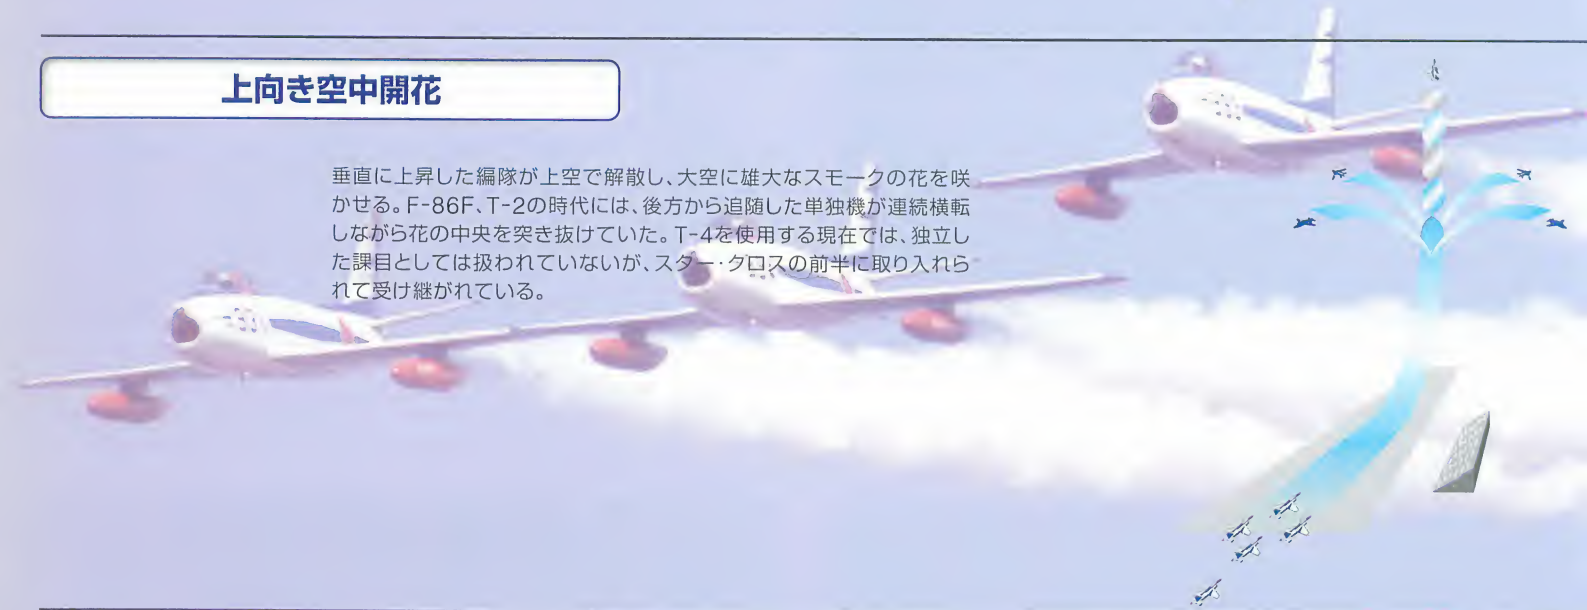 上向き空中開花
垂直に上昇した編隊が上空で解散し、大空に雄大なスモークの花を咲
かせる。F-86F、T-2の時代には、後方から追随した単独機が連続横転
しながら花の中央を突き抜けていた。T-4を使用する現在では、独立し
た課目としては扱われていないが、スター・クロスの前半に取り入れら
れて受け継がれている。